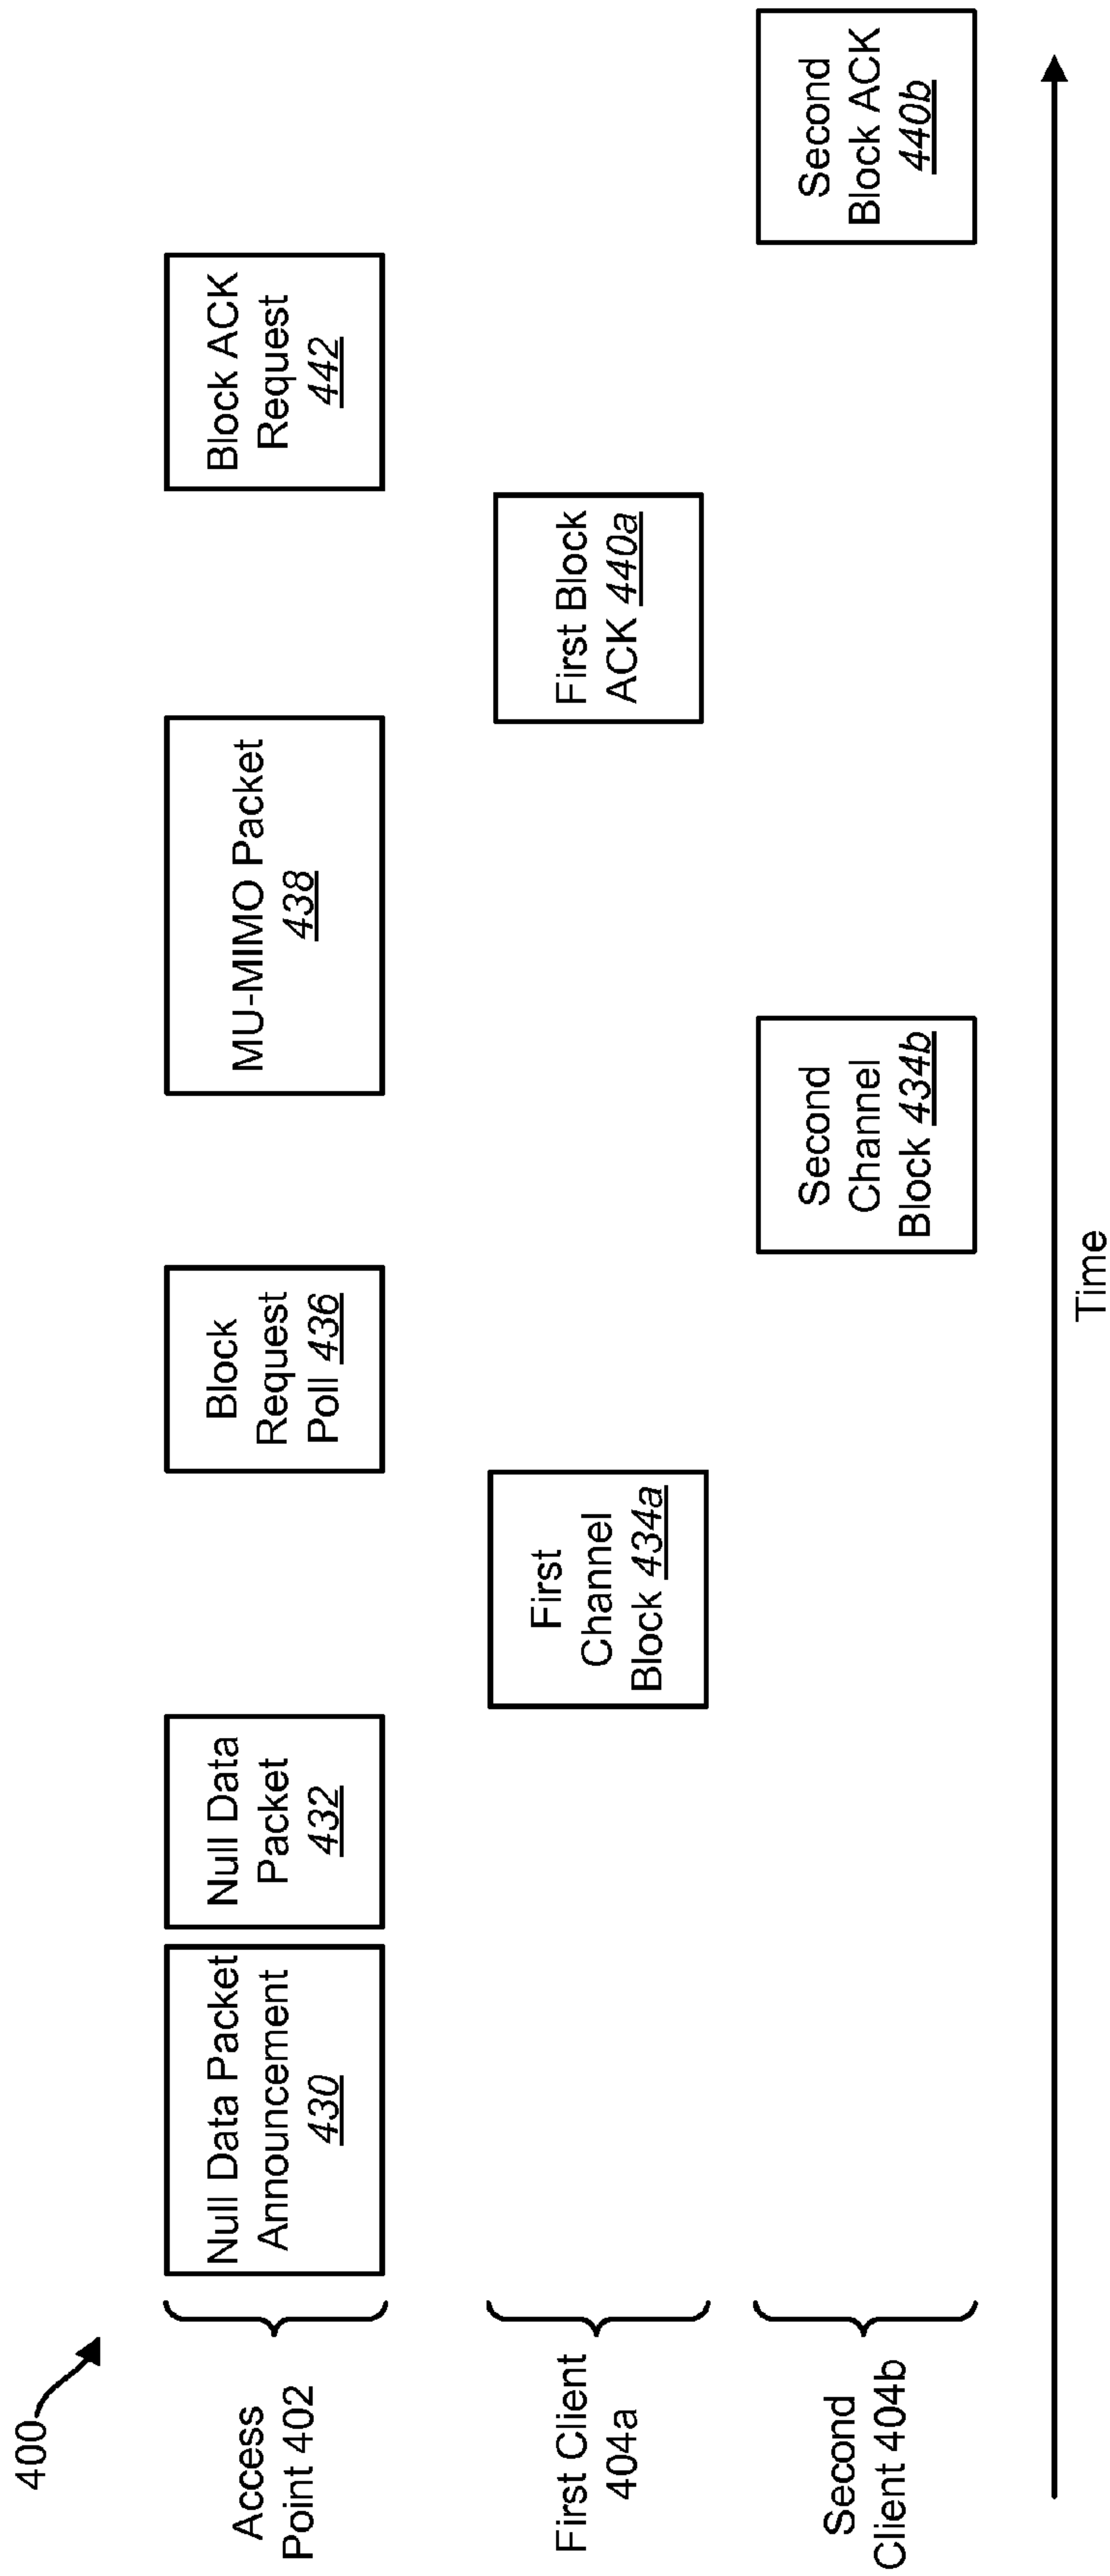 400
Access
Point 402
Null Data Packet
Announcement
430
Null Data
Packet
432
Block
Request
Poll 436
MU-MIMO Packet
438
Block ACK
Request
442
First Client
404a
First
Channel
Block 434a
First Block
ACK 440a
Second
Client 404b
Second
Channel
Block 434b
Second
Block ACK
440b
Time